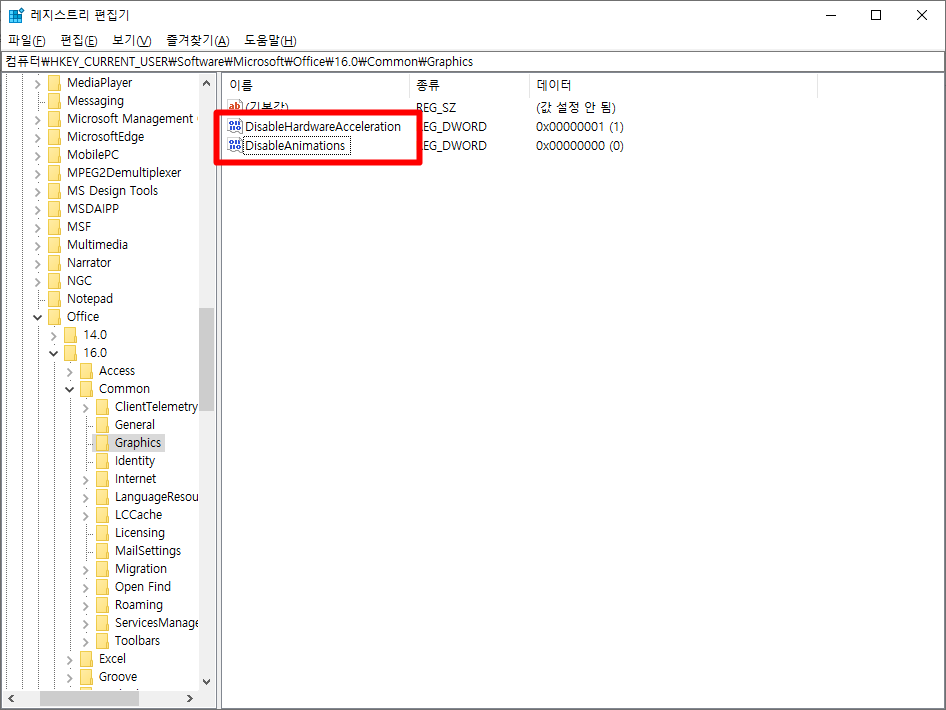 레지스트리 편집기
파일(F) 편집(E) 보기(V) 즐겨찾기(A) 도움말(H)
컴퓨터₩HKEY_CURRENT_USER₩Software₩Microsoft₩Office₩16.0₩Common₩Graphics
MediaPlayer
Messaging
Microsoft Management
MicrosoftEdge
MobilePC
MPEG2Demultiplexer
MS Design Tools
MSDAIPP
MSF
Multimedia
Narrator
NGC
Notepad
Office
14.0
16.0
Access
Common
ClientTelemetry
General
Graphics
Identity
Internet
LanguageResou
LCCache
Licensing
MailSettings
Migration
Open Find
Roaming
ServicesManage
Toolbars
Excel
Groove
이름 종류 데이터
ab (기본값) REG_SZ (값 설정 안 됨)
DisableHardwareAcceleration EG_DWORD 0x00000001 (1)
DisableAnimations EG_DWORD 0x00000000 (0)